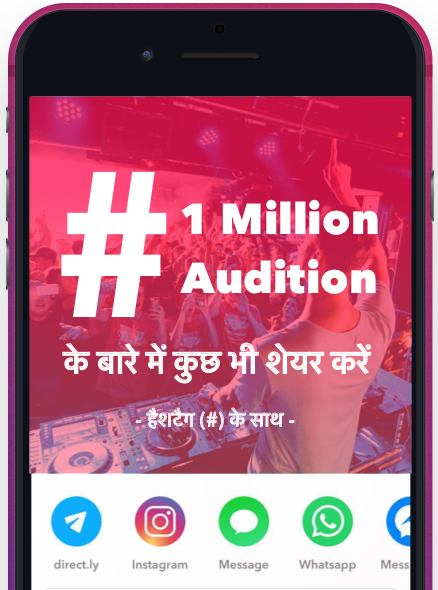 # 1 Million
Audition
के बारे में कुछ भी शेयर करें
- हैशटैग (#) के साथ -
direct.ly Instagram Message Whatsapp Mess